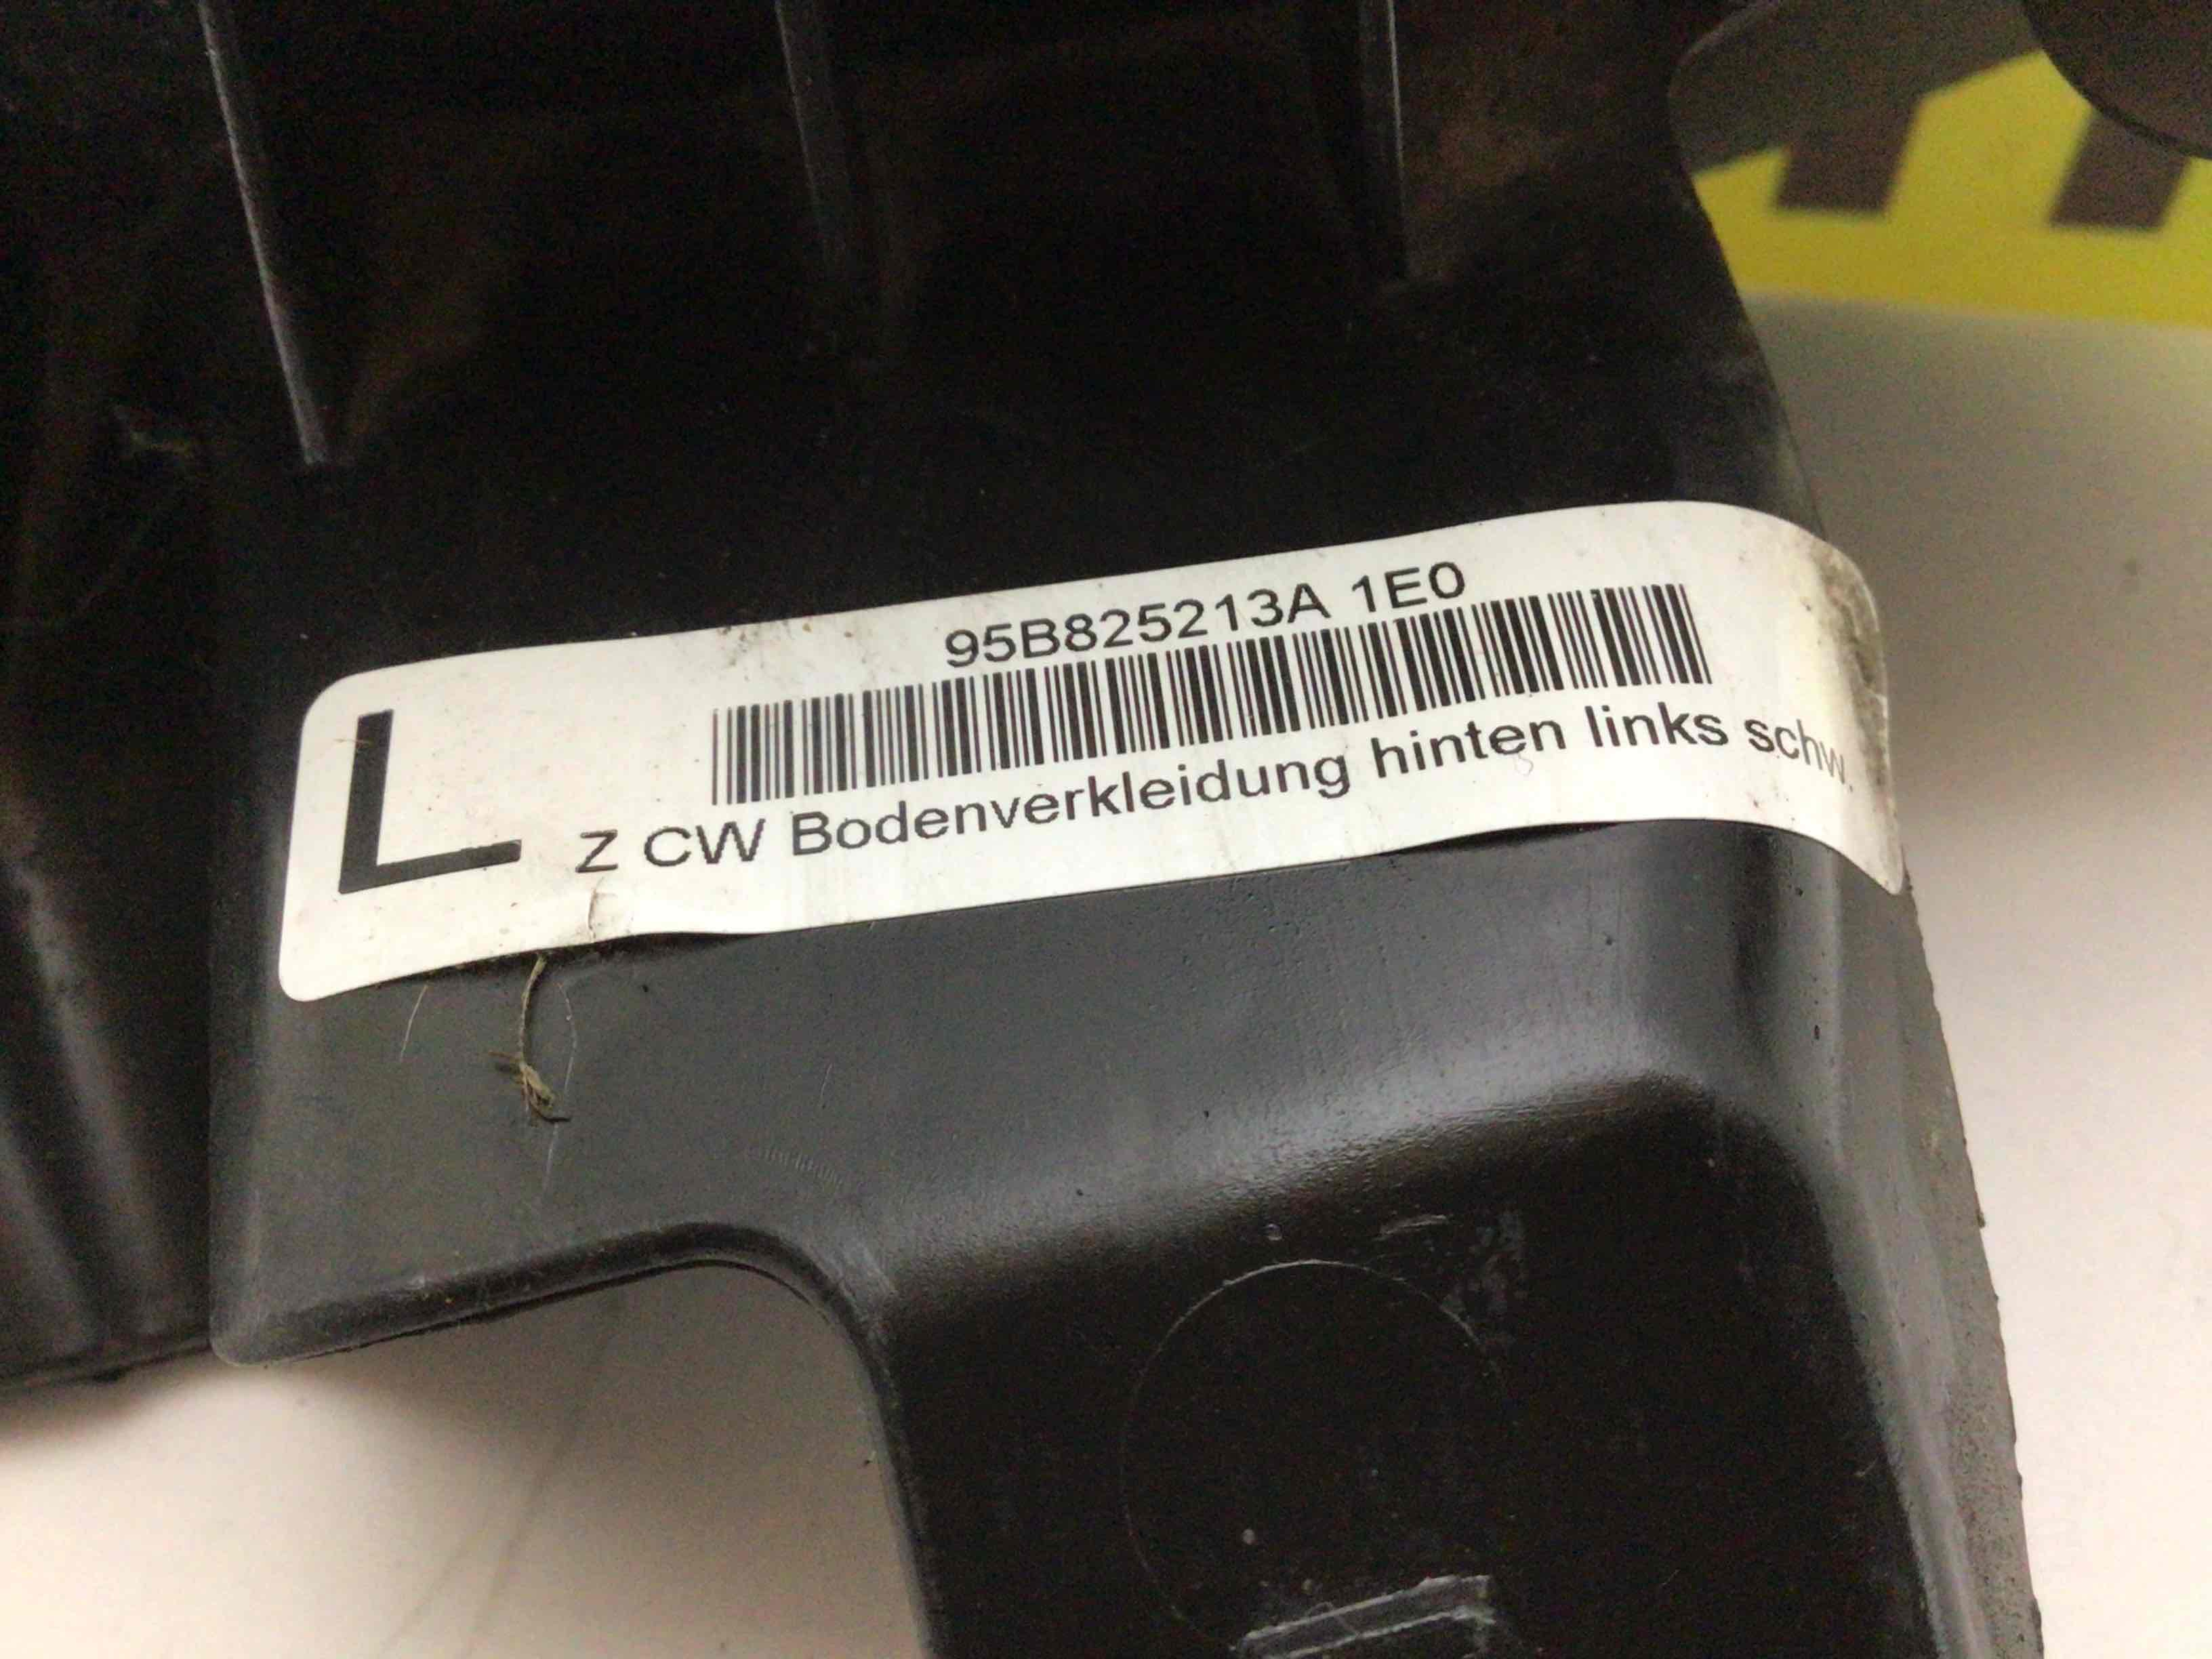 95B825213A 1E0
L
Z CW Bodenverkleidung hinten links schw.